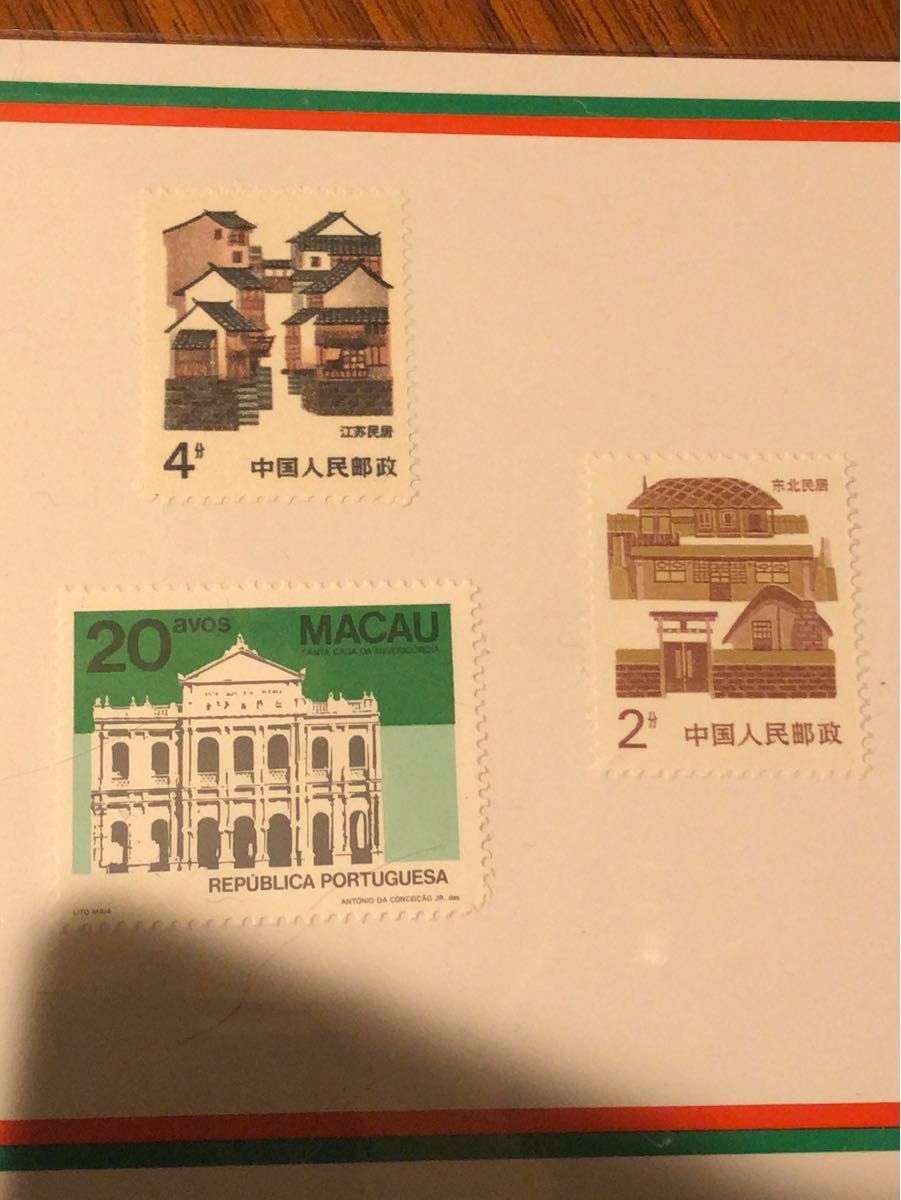 江苏民居
4分 中国人民邮政
东北民居
2分 中国人民邮政
20 avos MACAU
SANTA CASA DA MISERICÓRDIA
REPÚBLICA PORTUGUESA
LITO MAIA ANTÓNIO DA CONCEIÇÃO JR. des.